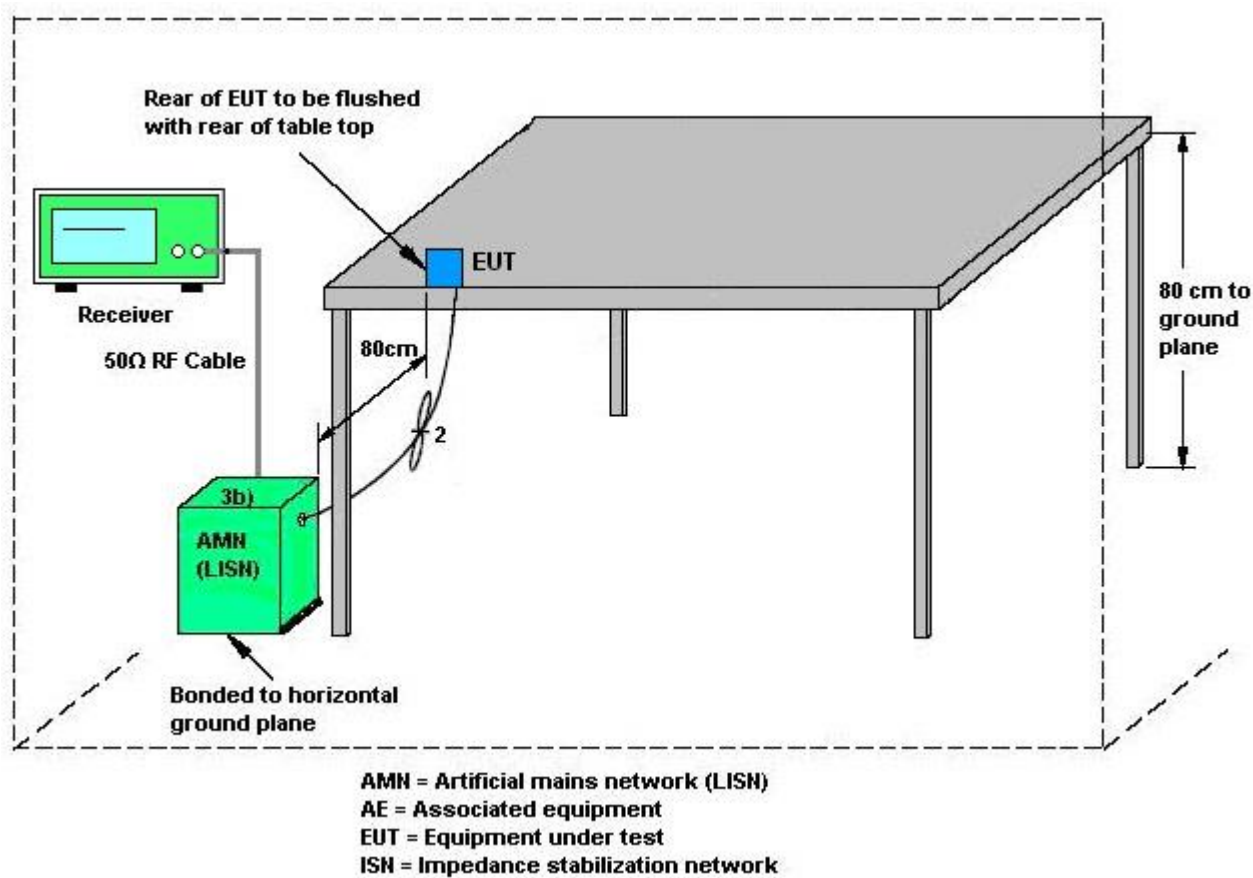 Rear of EUT to be flushed
with rear of table top
EUT
Receiver
50Ω RF Cable
80cm
80 cm to
ground
plane
2
3b)
AMN
(LISN)
Bonded to horizontal
ground plane
AMN = Artificial mains network (LISN)
AE = Associated equipment
EUT = Equipment under test
ISN = Impedance stabilization network